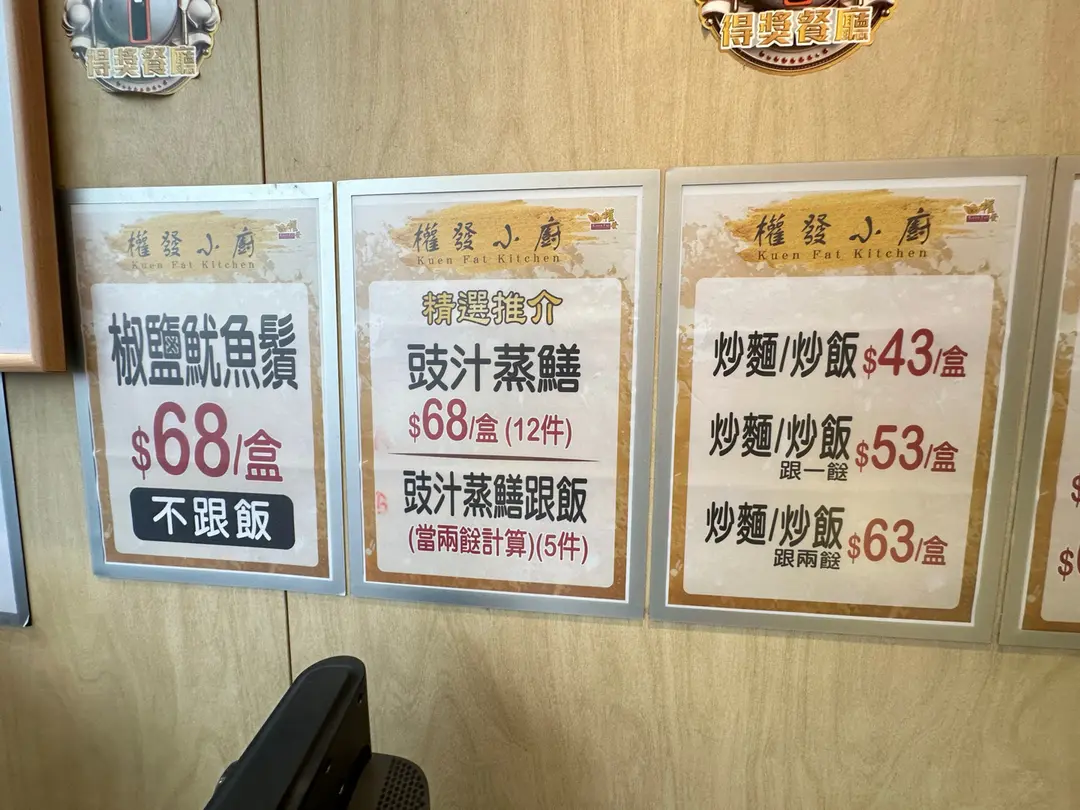 得獎餐廳
得獎餐廳
權發小廚
Kuen Fat Kitchen
椒鹽魷魚鬚
$68/盒
不跟飯
權發小廚
Kuen Fat Kitchen
精選推介
豉汁蒸鱔
$68/盒 (12件)
豉汁蒸鱔跟飯
(當兩餸計算)(5件)
權發小廚
Kuen Fat Kitchen
炒麵/炒飯 $43/盒
炒麵/炒飯 $53/盒
跟一餸
炒麵/炒飯 $63/盒
跟兩餸